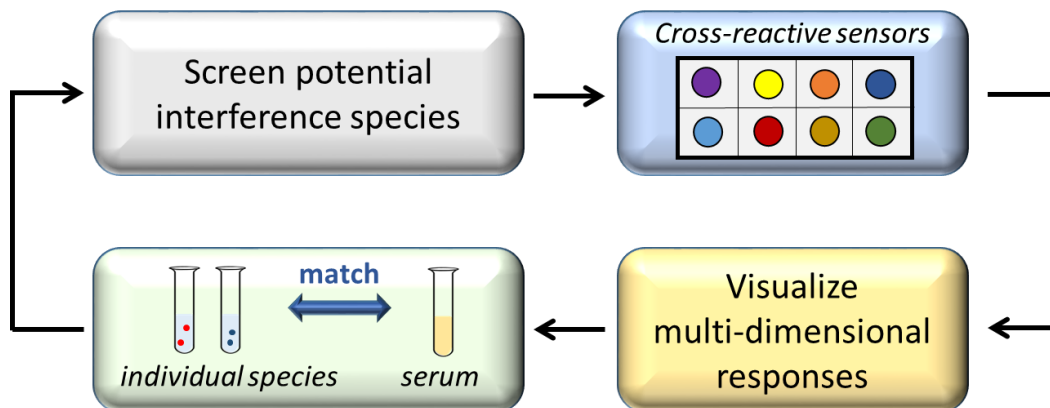 Screen potential
interference species
Cross-reactive sensors
match
individual species
serum
Visualize
multi-dimensional
responses